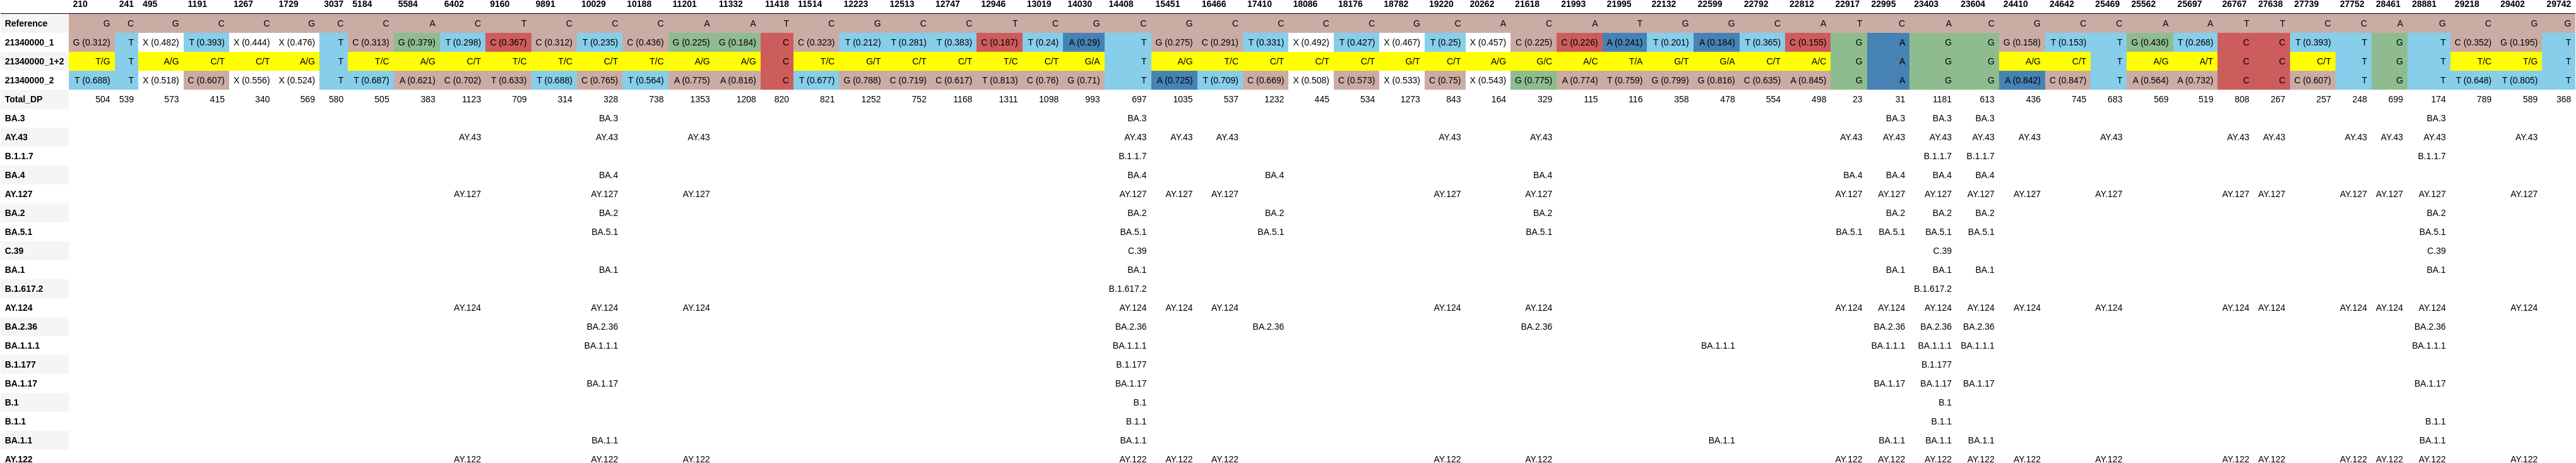 210 241 495 1191 1267 1729 3037 5184 5584 6402 9160 9891 10029 10188 11201 11332 11418 11514 12223 12513 12747 12946 13019 14030 14408 15451 16466 17410 18086 18176 18782 19220 20262 21618 21993 21995 22132 22599 22792 22812 22917 22995 23403 23604 24410 24642 25469 25562 25697 26767 27638 27739 27752 28461 28881 29218 29402 29742
Reference G C G C C G C C A C T C C C A A T C G C C T C G C G C C C C G C A C A T G G C A T C A C G C C A A T T C C A G C G G
21340000_1 G (0.312) T X (0.482) T (0.393) X (0.444) X (0.476) T C (0.313) G (0.379) T (0.298) C (0.367) C (0.312) T (0.235) C (0.436) G (0.225) G (0.184) C C (0.323) T (0.212) T (0.281) T (0.383) C (0.187) T (0.24) A (0.29) T G (0.275) C (0.291) T (0.331) X (0.492) T (0.427) X (0.467) T (0.25) X (0.457) C (0.225) C (0.226) A (0.241) T (0.201) A (0.184) T (0.365) C (0.155) G A G G G (0.158) T (0.153) T G (0.436) T (0.268) C C T (0.393) T G T C (0.352) G (0.195) T
21340000_1+2 T/G T A/G C/T C/T A/G T T/C A/G C/T T/C T/C C/T T/C A/G A/G C T/C G/T C/T C/T T/C C/T G/A T A/G T/C C/T C/T C/T G/T C/T A/G G/C A/C T/A G/T G/A C/T A/C G A G G A/G C/T T A/G A/T C C C/T T G T T/C T/G T
21340000_2 T (0.688) T X (0.518) C (0.607) X (0.556) X (0.524) T T (0.687) A (0.621) C (0.702) T (0.633) T (0.688) C (0.765) T (0.564) A (0.775) A (0.816) C T (0.677) G (0.788) C (0.719) C (0.617) T (0.813) C (0.76) G (0.71) T A (0.725) T (0.709) C (0.669) X (0.508) C (0.573) X (0.533) C (0.75) X (0.543) G (0.775) A (0.774) T (0.759) G (0.799) G (0.816) C (0.635) A (0.845) G A G G A (0.842) C (0.847) T A (0.564) A (0.732) C C C (0.607) T G T T (0.648) T (0.805) T
Total_DP 504 539 573 415 340 569 580 505 383 1123 709 314 328 738 1353 1208 820 821 1252 752 1168 1311 1098 993 697 1035 537 1232 445 534 1273 843 164 329 115 116 358 478 554 498 23 31 1181 613 436 745 683 569 519 808 267 257 248 699 174 789 589 368
BA.3 BA.3 BA.3 BA.3 BA.3 BA.3 BA.3
AY.43 AY.43 AY.43 AY.43 AY.43 AY.43 AY.43 AY.43 AY.43 AY.43 AY.43 AY.43 AY.43 AY.43 AY.43 AY.43 AY.43 AY.43 AY.43 AY.43 AY.43
B.1.1.7 B.1.1.7 B.1.1.7 B.1.1.7 B.1.1.7
BA.4 BA.4 BA.4 BA.4 BA.4 BA.4 BA.4 BA.4 BA.4 BA.4
AY.127 AY.127 AY.127 AY.127 AY.127 AY.127 AY.127 AY.127 AY.127 AY.127 AY.127 AY.127 AY.127 AY.127 AY.127 AY.127 AY.127 AY.127 AY.127 AY.127 AY.127
BA.2 BA.2 BA.2 BA.2 BA.2 BA.2 BA.2 BA.2 BA.2
BA.5.1 BA.5.1 BA.5.1 BA.5.1 BA.5.1 BA.5.1 BA.5.1 BA.5.1 BA.5.1 BA.5.1
C.39 C.39 C.39 C.39
BA.1 BA.1 BA.1 BA.1 BA.1 BA.1 BA.1
B.1.617.2 B.1.617.2 B.1.617.2
AY.124 AY.124 AY.124 AY.124 AY.124 AY.124 AY.124 AY.124 AY.124 AY.124 AY.124 AY.124 AY.124 AY.124 AY.124 AY.124 AY.124 AY.124 AY.124 AY.124 AY.124
BA.2.36 BA.2.36 BA.2.36 BA.2.36 BA.2.36 BA.2.36 BA.2.36 BA.2.36 BA.2.36
BA.1.1.1 BA.1.1.1 BA.1.1.1 BA.1.1.1 BA.1.1.1 BA.1.1.1 BA.1.1.1 BA.1.1.1
B.1.177 B.1.177 B.1.177
BA.1.17 BA.1.17 BA.1.17 BA.1.17 BA.1.17 BA.1.17 BA.1.17
B.1 B.1 B.1
B.1.1 B.1.1 B.1.1 B.1.1
BA.1.1 BA.1.1 BA.1.1 BA.1.1 BA.1.1 BA.1.1 BA.1.1 BA.1.1
AY.122 AY.122 AY.122 AY.122 AY.122 AY.122 AY.122 AY.122 AY.122 AY.122 AY.122 AY.122 AY.122 AY.122 AY.122 AY.122 AY.122 AY.122 AY.122 AY.122 AY.122